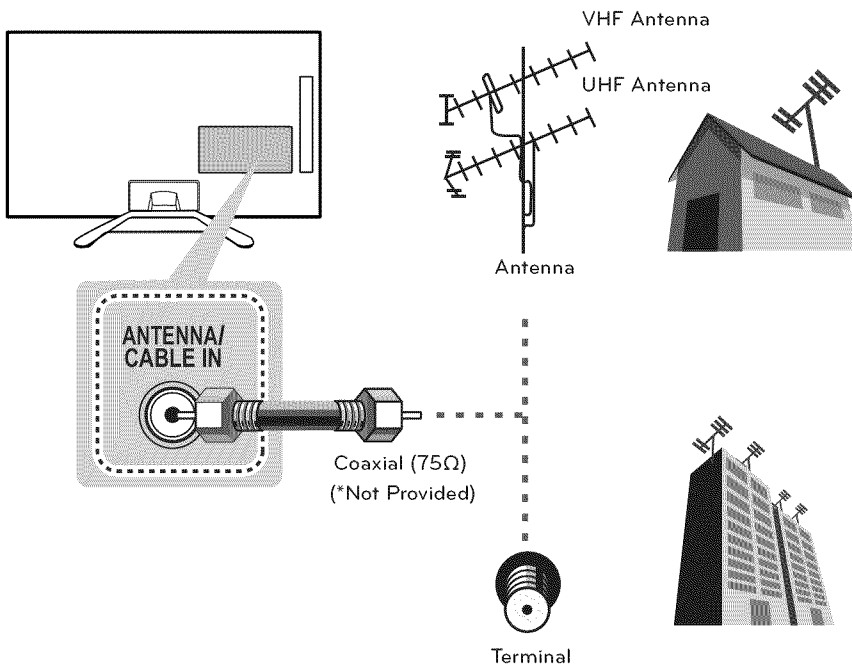 VHF Antenna
UHF Antenna
Antenna
ANTENNA/
CABLE IN
Coaxial (75Ω)
(*Not Provided)
Terminal